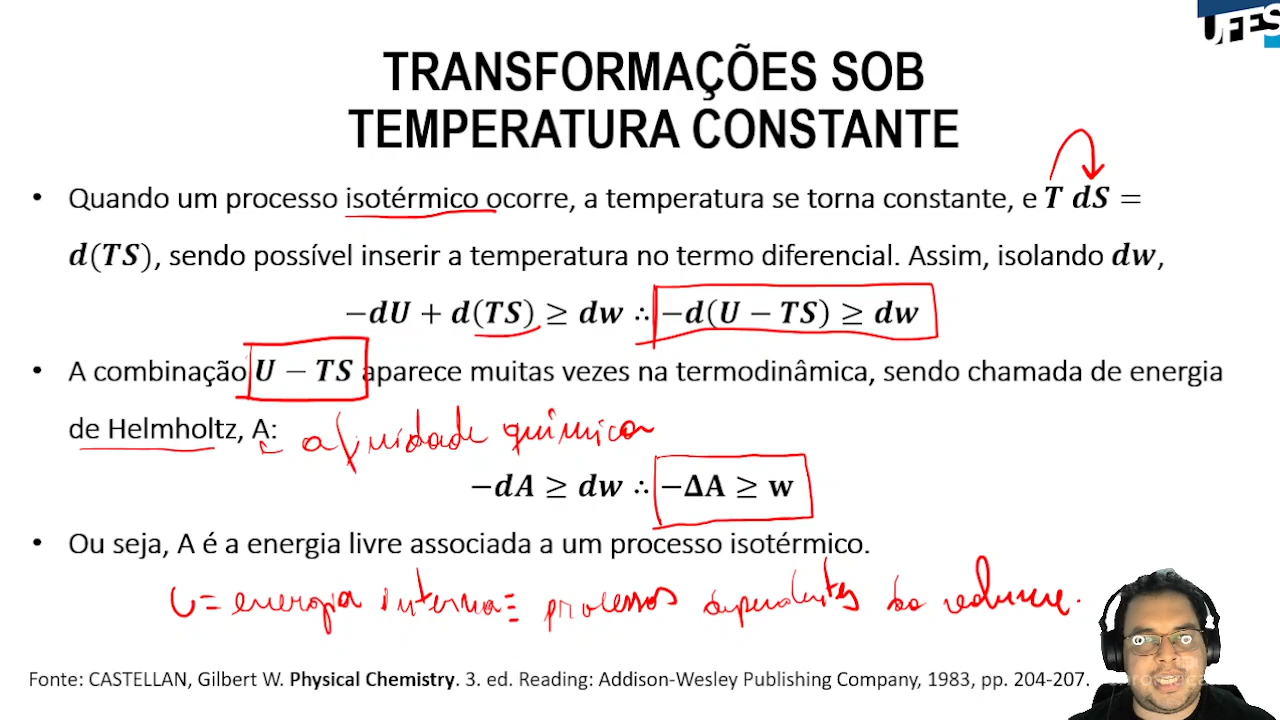 UFES
TRANSFORMAÇÕES SOB
TEMPERATURA CONSTANTE
• Quando um processo isotérmico ocorre, a temperatura se torna constante, e T dS =
d(TS), sendo possível inserir a temperatura no termo diferencial. Assim, isolando dw,
−dU + d(TS) ≥ dw ∴ −d(U − TS) ≥ dw
• A combinação U − TS aparece muitas vezes na termodinâmica, sendo chamada de energia
de Helmholtz, A: afinidade química
−dA ≥ dw ∴ −ΔA ≥ w
• Ou seja, A é a energia livre associada a um processo isotérmico.
U = energia interna = processos dependentes do
Fonte: CASTELLAN, Gilbert W. Physical Chemistry. 3. ed. Reading: Addison-Wesley Publishing Company, 1983, pp. 204-207.